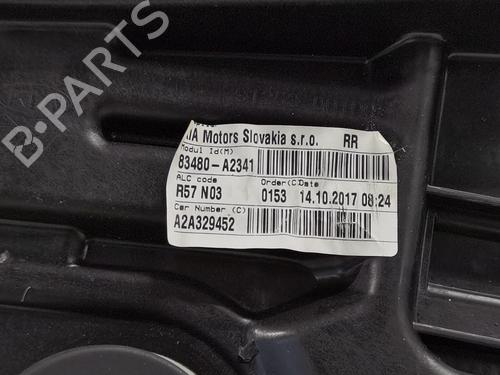 KIA Motors Slovakia s.r.o. RR
Modul Id(M)
83480-A2341
ALC code Order(C) Date
R57 N03 0153 14.10.2017 08:24
Car Number (C)
A2A329452
B-PARTS